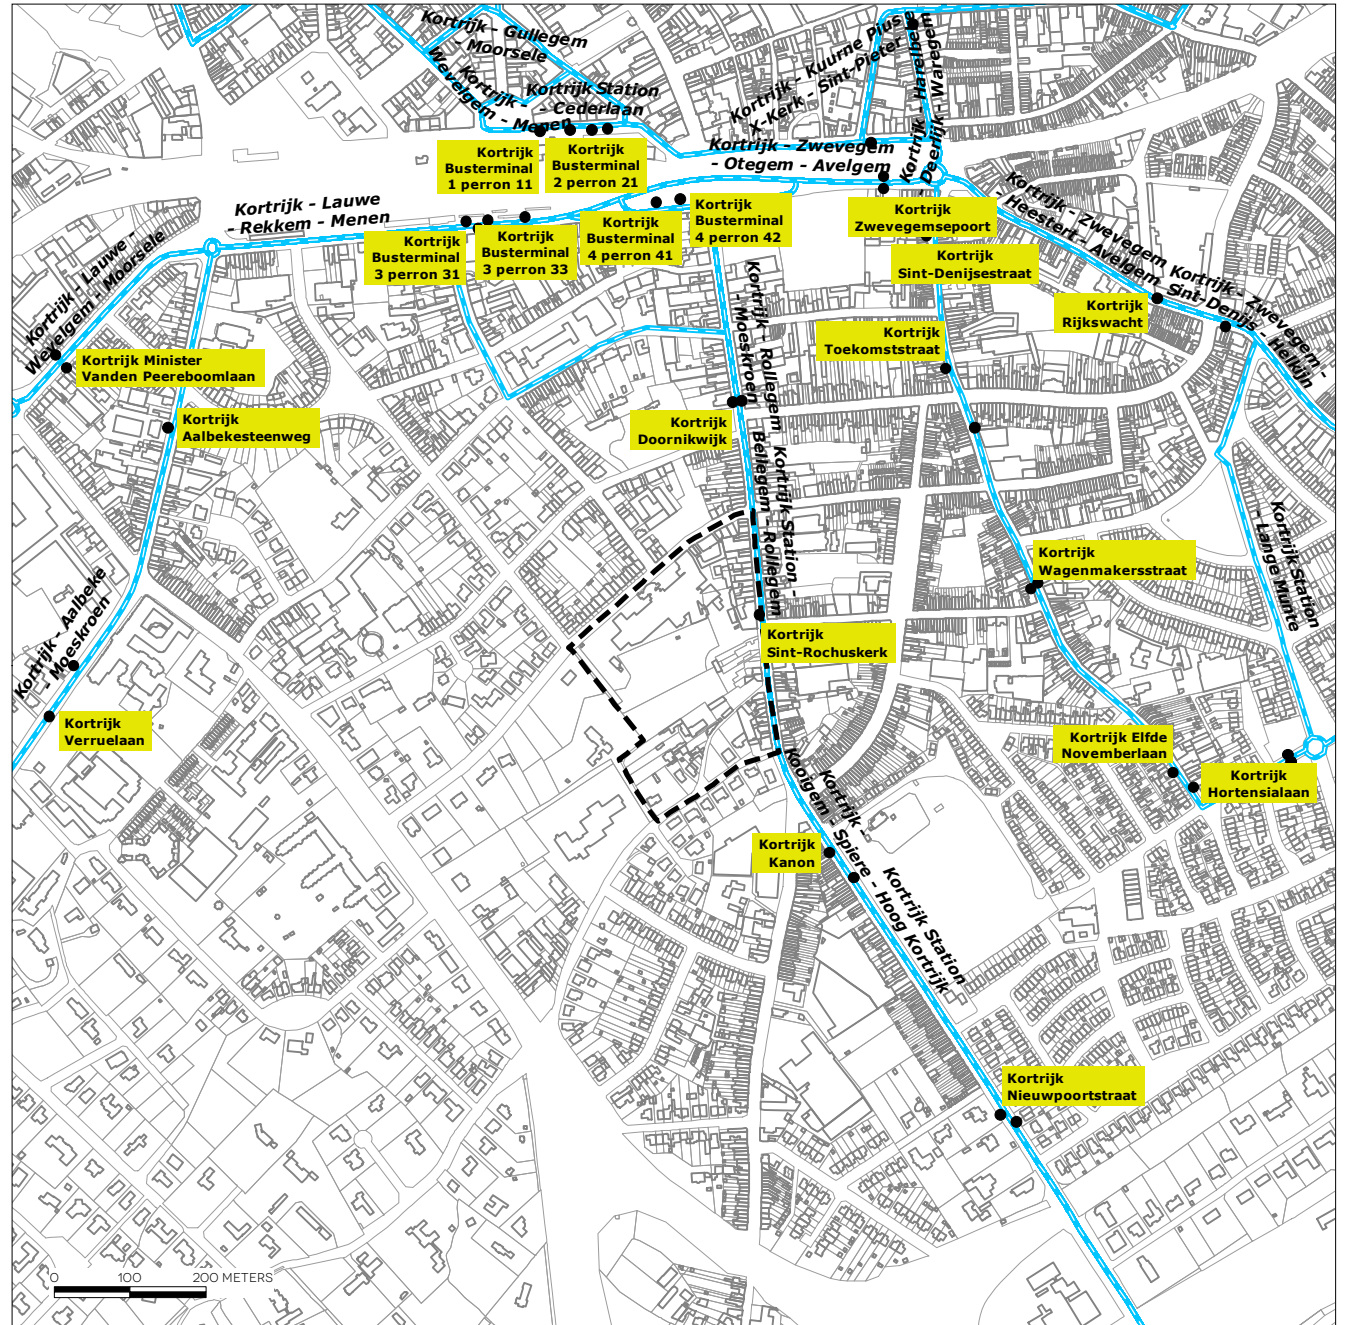 Kortrijk - Gullegem
- Moorsele
Kortrijk -
Wevelgem - Menen
Kortrijk Station
- Cederlaan
Kortrijk - Kuurne Pius
X-Kerk - Sint-Pieter
Kortrijk - Harelbeke
- Deerlijk - Waregem
Kortrijk - Zwevegem
- Otegem - Avelgem
Kortrijk
Busterminal
1 perron 11
Kortrijk
Busterminal
2 perron 21
Kortrijk - Lauwe
- Rekkem - Menen
Kortrijk - Lauwe -
Wevelgem - Moorsele
Kortrijk
Busterminal
3 perron 31
Kortrijk
Busterminal
3 perron 33
Kortrijk
Busterminal
4 perron 41
Kortrijk
Busterminal
4 perron 42
Kortrijk
Zwevegemsepoort
Kortrijk
Sint-Denijsestraat
Kortrijk - Zwevegem
- Heestert - Avelgem
Kortrijk - Zwevegem -
Sint-Denijs - Helkijn
Kortrijk
Rijkswacht
Kortrijk
Toekomststraat
Kortrijk Minister
Vanden Peereboomlaan
Kortrijk
Aalbekesteenweg
Kortrijk - Rollegem
- Moeskroen
Kortrijk
Doornikwijk
Kortrijk Station -
Bellegem - Rollegem
Kortrijk Station
- Lange Munte
Kortrijk
Wagenmakersstraat
Kortrijk - Aalbeke
- Moeskroen
Kortrijk
Sint-Rochuskerk
Kortrijk
Verruelaan
Kortrijk Elfde
Novemberlaan
Kortrijk
Hortensialaan
Kortrijk -
Kooigem - Spiere
Kortrijk
Kanon
Kortrijk Station
- Hoog Kortrijk
Kortrijk
Nieuwpoortstraat
0 100 200 METERS